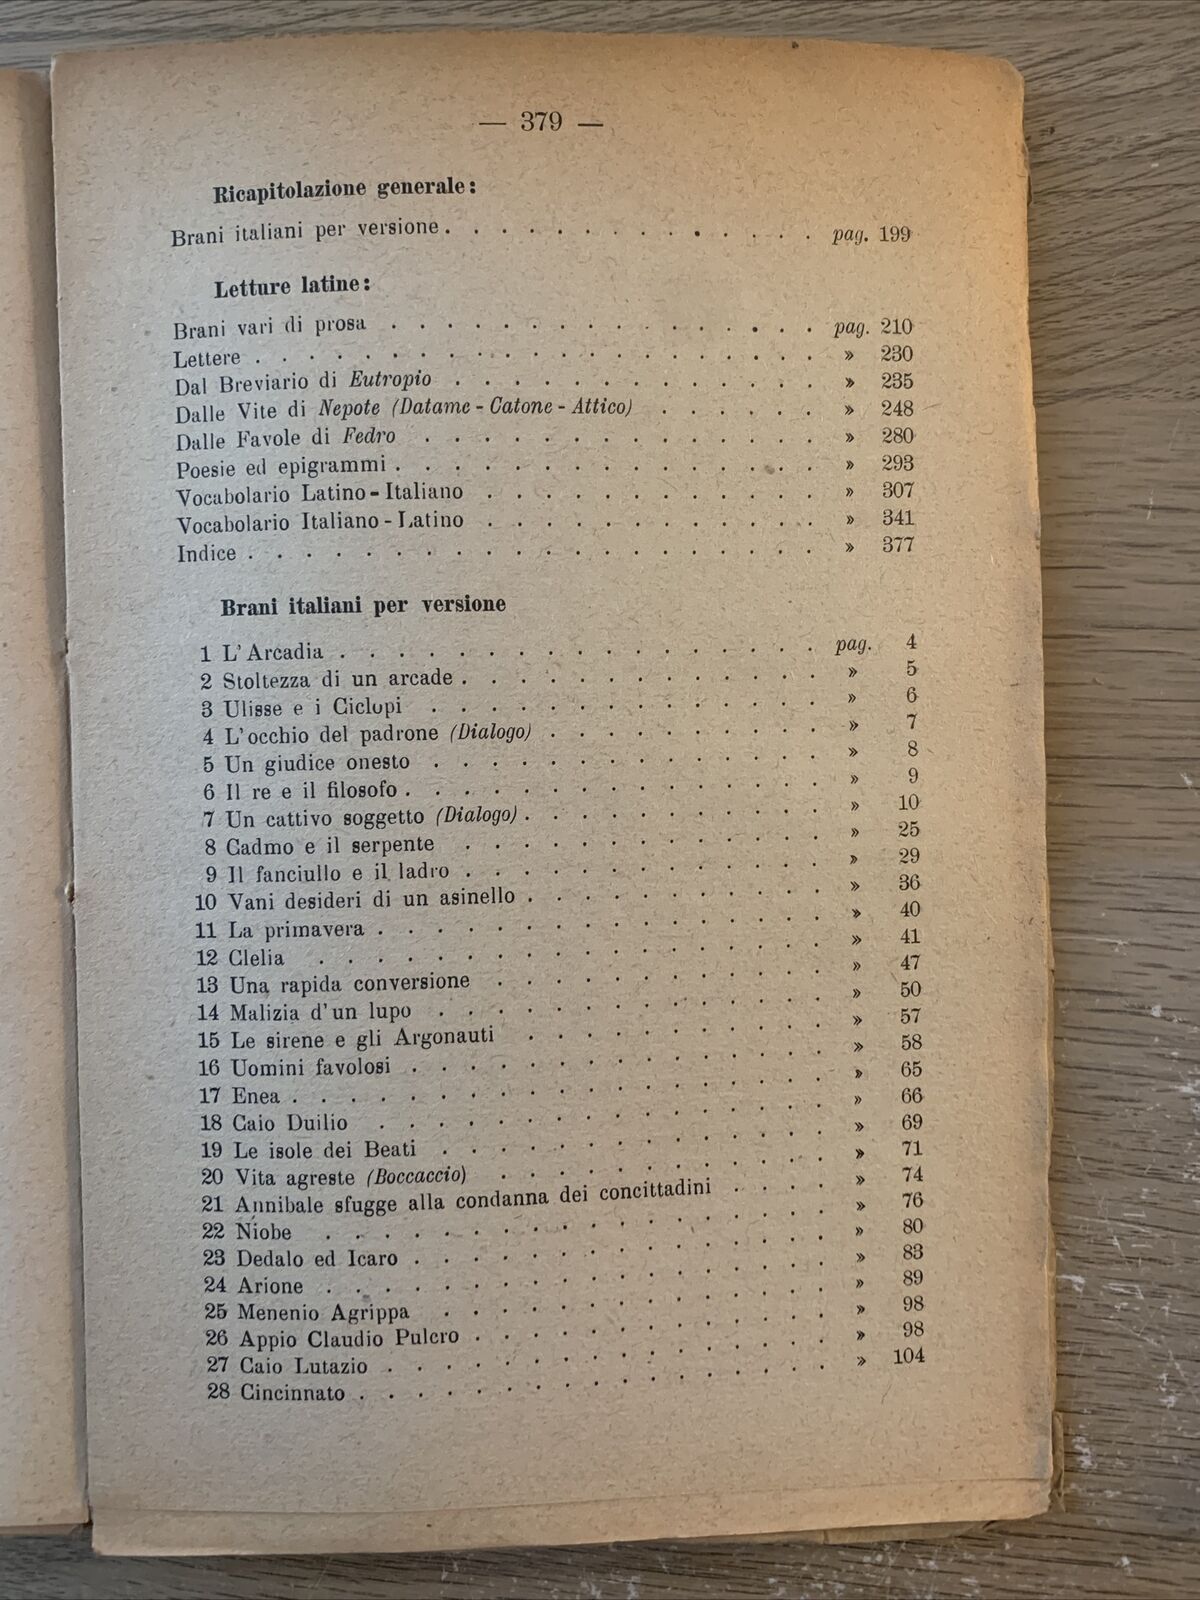 — 379 —
Ricapitolazione generale:
Brani italiani per versione . . . . . . . . . . . . . . pag. 199
Letture latine:
Brani vari di prosa . . . . . . . . . . . . . . . . pag. 210
Lettere . . . . . . . . . . . . . . . . . . . . . » 230
Dal Breviario di Eutropio . . . . . . . . . . . . . . » 235
Dalle Vite di Nepote (Datame - Catone - Attico) . . . . . . » 248
Dalle Favole di Fedro . . . . . . . . . . . . . . . » 280
Poesie ed epigrammi . . . . . . . . . . . . . . . . » 293
Vocabolario Latino - Italiano . . . . . . . . . . . . . » 307
Vocabolario Italiano - Latino . . . . . . . . . . . . . » 341
Indice . . . . . . . . . . . . . . . . . . . . . » 377
Brani italiani per versione
1 L'Arcadia . . . . . . . . . . . . . . . . . pag. 4
2 Stoltezza di un arcade . . . . . . . . . . . . . » 5
3 Ulisse e i Ciclopi . . . . . . . . . . . . . . » 6
4 L'occhio del padrone (Dialogo) . . . . . . . . . . » 7
5 Un giudice onesto . . . . . . . . . . . . . . » 8
6 Il re e il filosofo . . . . . . . . . . . . . . . » 9
7 Un cattivo soggetto (Dialogo) . . . . . . . . . . . » 10
8 Cadmo e il serpente . . . . . . . . . . . . . » 25
9 Il fanciullo e il ladro . . . . . . . . . . . . . » 29
10 Vani desideri di un asinello . . . . . . . . . . . » 36
11 La primavera . . . . . . . . . . . . . . . . » 40
12 Clelia . . . . . . . . . . . . . . . . . . » 41
13 Una rapida conversione . . . . . . . . . . . . » 47
14 Malizia d'un lupo . . . . . . . . . . . . . . » 50
15 Le sirene e gli Argonauti . . . . . . . . . . . » 57
16 Uomini favolosi . . . . . . . . . . . . . . . » 58
17 Enea . . . . . . . . . . . . . . . . . . . » 65
18 Caio Duilio . . . . . . . . . . . . . . . . » 66
19 Le isole dei Beati . . . . . . . . . . . . . . » 69
20 Vita agreste (Boccaccio) . . . . . . . . . . . . » 71
21 Annibale sfugge alla condanna dei concittadini . . . . » 74
22 Niobe . . . . . . . . . . . . . . . . . . » 76
23 Dedalo ed Icaro . . . . . . . . . . . . . . . » 80
24 Arione . . . . . . . . . . . . . . . . . . » 83
25 Menenio Agrippa . . . . . . . . . . . . . . » 89
26 Appio Claudio Pulcro . . . . . . . . . . . . . » 98
27 Caio Lutazio . . . . . . . . . . . . . . . . » 98
28 Cincinnato . . . . . . . . . . . . . . . . . » 104